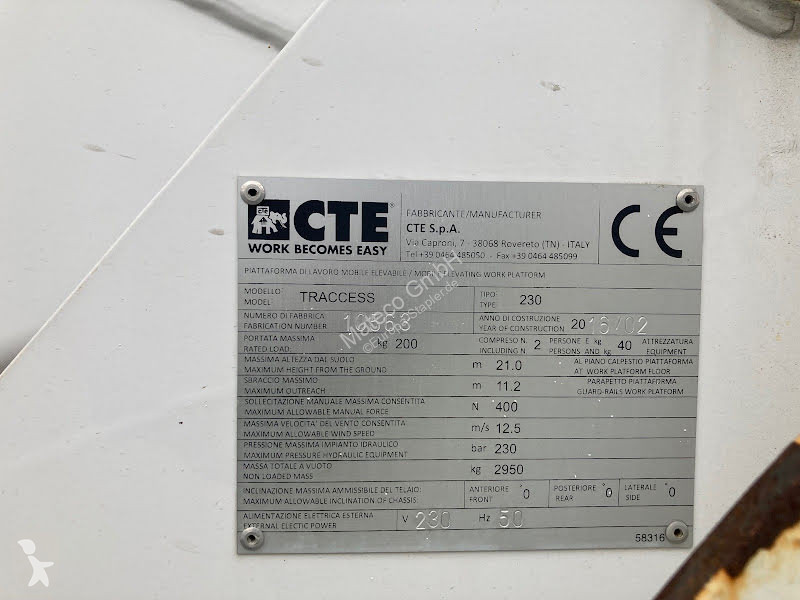 CTE
WORK BECOMES EASY
FABBRICANTE/MANUFACTURER
CTE S.p.A.
Via Caproni, 7 - 38068 Rovereto (TN) - ITALY
Tel +39 0464 485050 - Fax +39 0464 485099
CE
PIATTAFORMA DI LAVORO MOBILE ELEVABILE / MOBILE ELEVATING WORK PLATFORM
MODELLO
MODEL TRACCESS TIPO:
TYPE: 230
NUMERO DI FABBRICA
FABRICATION NUMBER
ANNO DI COSTRUZIONE
YEAR OF CONSTRUCTION 2015/02
PORTATA MASSIMA
RATED LOAD: kg 200
COMPRESO N°
INCLUDING N 2 PERSONE E kg
PERSONS AND kg 40 ATTREZZATURA
EQUIPMENT
MASSIMA ALTEZZA DAL SUOLO
MAXIMUM HEIGHT FROM THE GROUND m 21.0 AL PIANO CALPESTIO PIATTAFORMA
AT WORK PLATFORM FLOOR
SBRACCIO MASSIMO
MAXIMUM OUTREACH m 11.2 PARAPETTO PIATTAFORMA
GUARD-RAILS WORK PLATFORM
SOLLECITAZIONE MANUALE MASSIMA CONSENTITA
MAXIMUM ALLOWABLE MANUAL FORCE N 400
MASSIMA VELOCITA' DEL VENTO CONSENTITA
MAXIMUM ALLOWABLE WIND SPEED m/s 12.5
PRESSIONE MASSIMA IMPIANTO IDRAULICO
MAXIMUM PRESSURE HYDRAULIC EQUIPMENT bar 230
MASSA TOTALE A VUOTO
NON LOADED MASS kg 2950
INCLINAZIONE MASSIMA AMMISSIBILE DEL TELAIO:
MAXIMUM ALLOWABLE INCLINATION OF CHASSIS:
ANTERIORE
FRONT °0 POSTERIORE
REAR °0 LATERALE
SIDE °0
ALIMENTAZIONE ELETTRICA ESTERNA
EXTERNAL ELECTIC POWER V 230 Hz 50
58316
Mateco GmbH